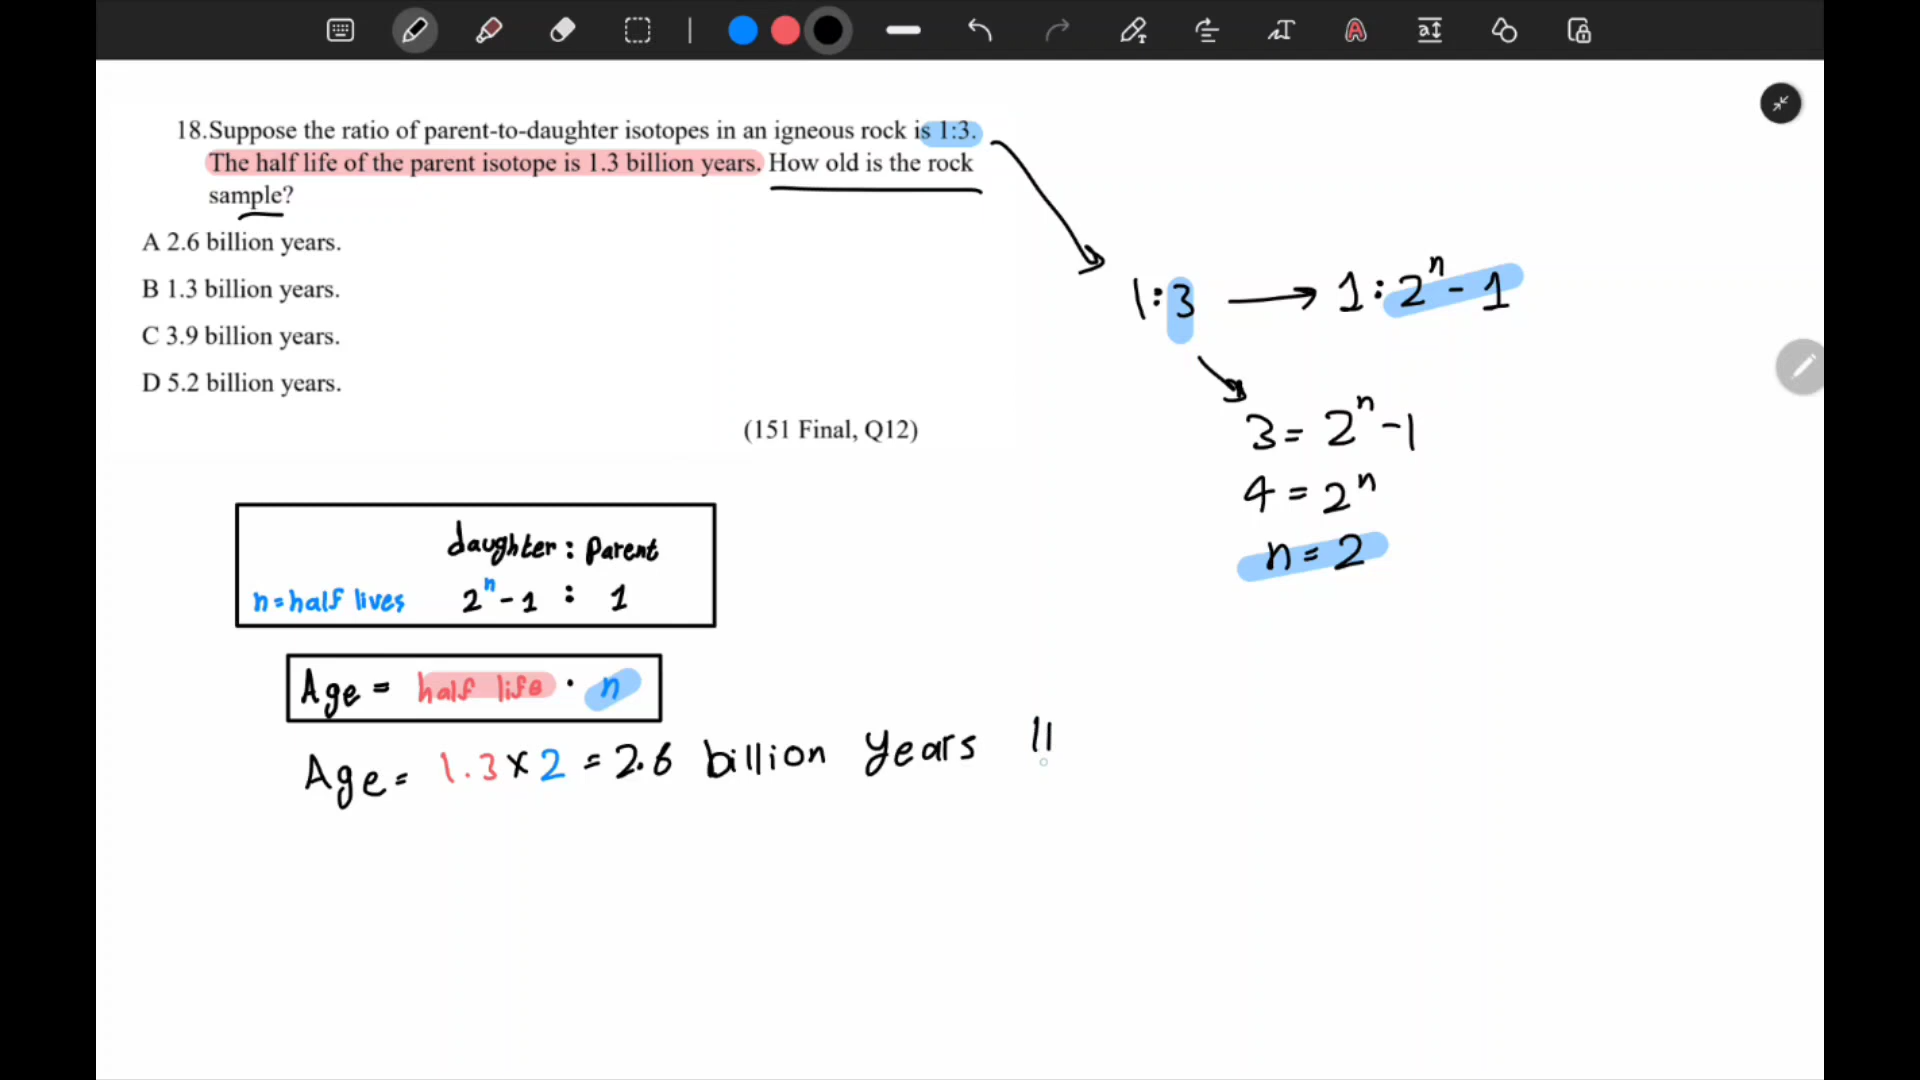 18.Suppose the ratio of parent-to-daughter isotopes in an igneous rock is 1:3.
The half life of the parent isotope is 1.3 billion years. How old is the rock
sample?
A 2.6 billion years.
B 1.3 billion years.
C 3.9 billion years.
D 5.2 billion years.
(151 Final, Q12)
1:3 → 1:2ⁿ - 1
3 = 2ⁿ - 1
4 = 2ⁿ
n = 2
daughter : Parent
n = half lives 2ⁿ - 1 : 1
Age = half life · n
Age = 1.3 × 2 = 2.6 billion years !!